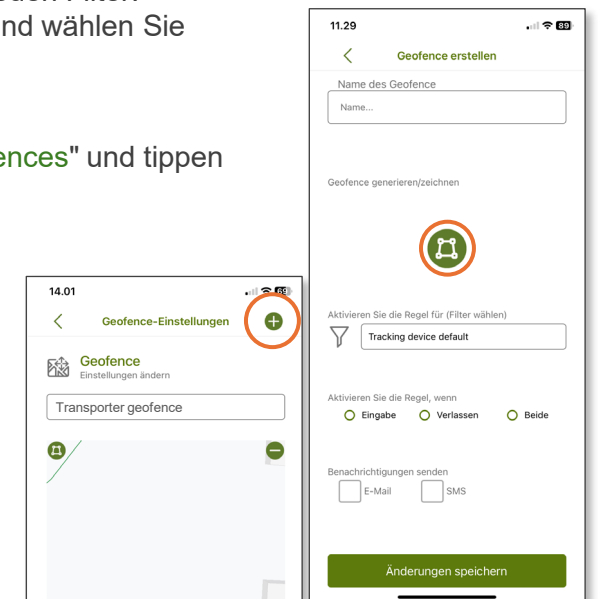 nd wählen Sie
ences" und tippen
14.01
Geofence-Einstellungen
Geofence
Einstellungen ändern
Transporter geofence
11.29
89
Geofence erstellen
Name des Geofence
Name...
Geofence generieren/zeichnen
Aktivieren Sie die Regel für (Filter wählen)
Tracking device default
Aktivieren Sie die Regel, wenn
Eingabe Verlassen Beide
Benachrichtigungen senden
E-Mail SMS
Änderungen speichern